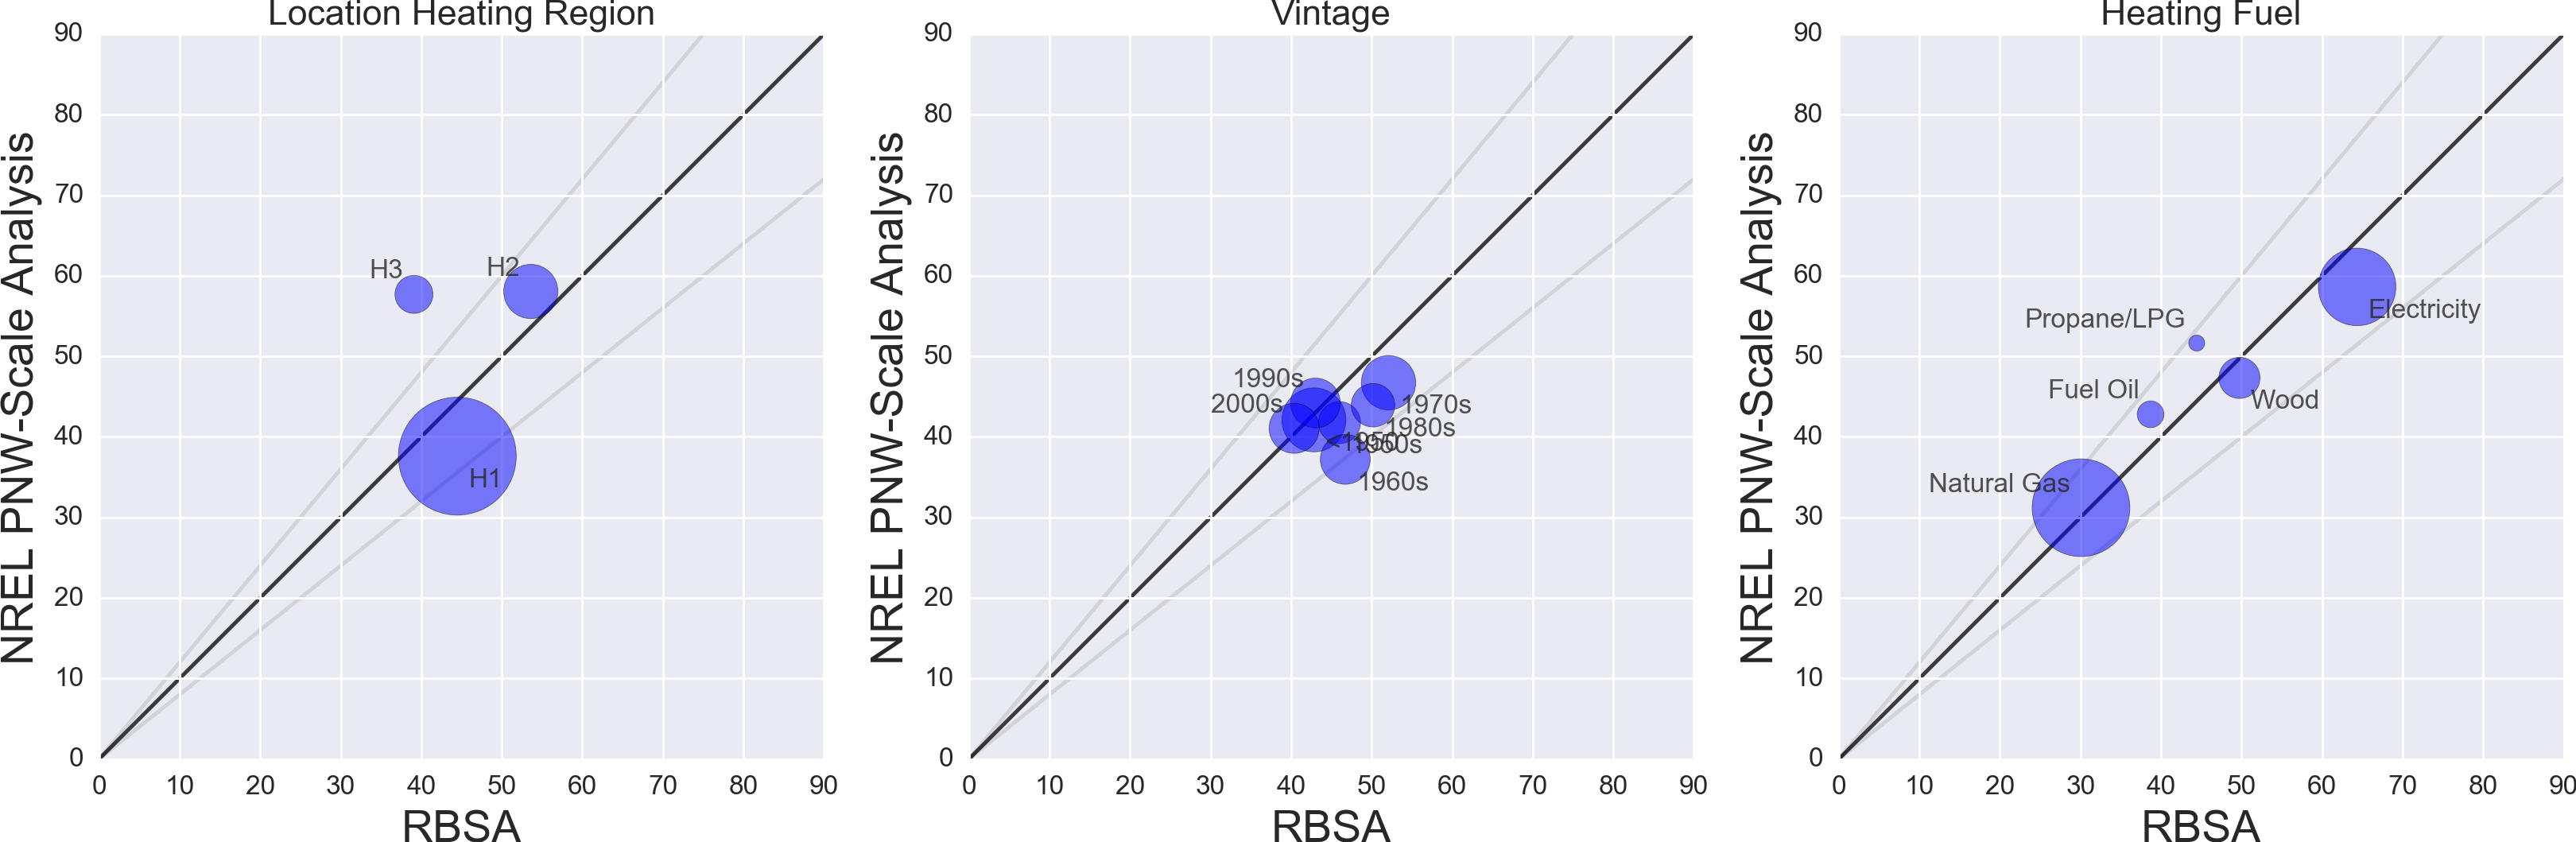 Location Heating Region
NREL PNW-Scale Analysis
90
80
70
60
50
40
30
20
10
0
H3
H2
H1
0 10 20 30 40 50 60 70 80 90
RBSA
Vintage
NREL PNW-Scale Analysis
90
80
70
60
50
40
30
20
10
0
1990s
2000s
1970s
1980s
<1950
1950s
1960s
0 10 20 30 40 50 60 70 80 90
RBSA
Heating Fuel
NREL PNW-Scale Analysis
90
80
70
60
50
40
30
20
10
0
Electricity
Propane/LPG
Fuel Oil
Wood
Natural Gas
0 10 20 30 40 50 60 70 80 90
RBSA